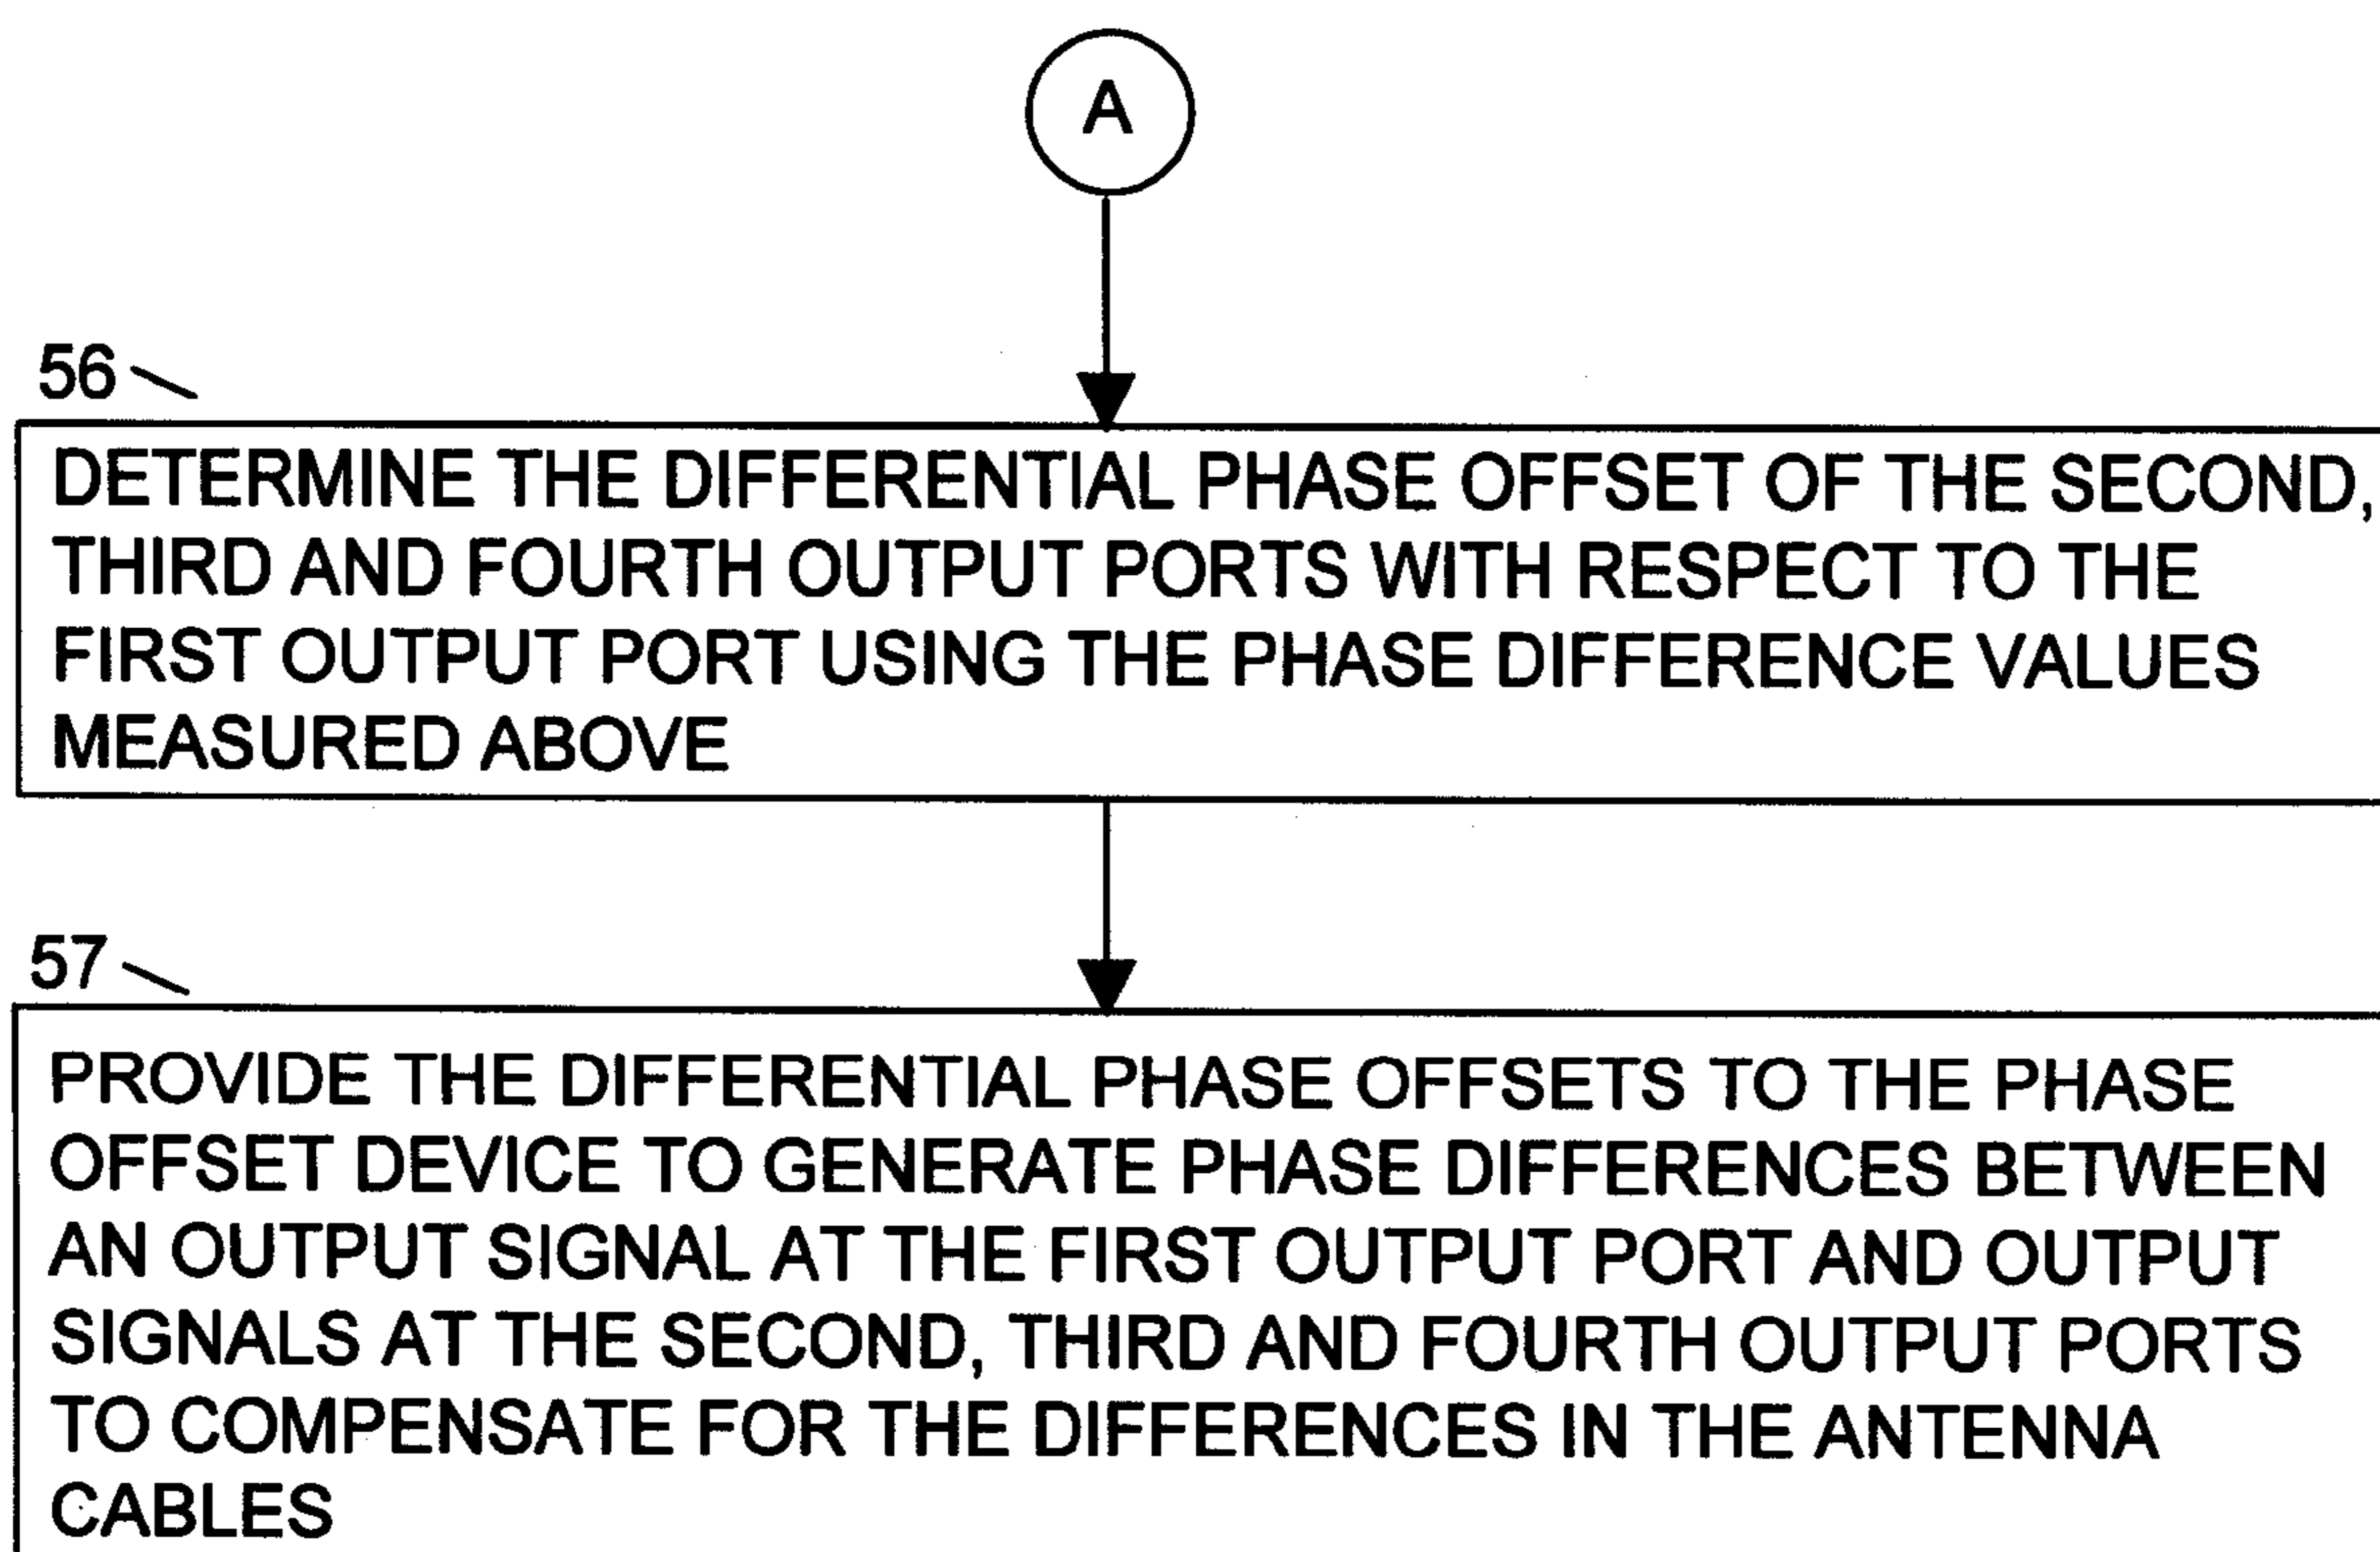 A
56
DETERMINE THE DIFFERENTIAL PHASE OFFSET OF THE SECOND,
THIRD AND FOURTH OUTPUT PORTS WITH RESPECT TO THE
FIRST OUTPUT PORT USING THE PHASE DIFFERENCE VALUES
MEASURED ABOVE
57
PROVIDE THE DIFFERENTIAL PHASE OFFSETS TO THE PHASE
OFFSET DEVICE TO GENERATE PHASE DIFFERENCES BETWEEN
AN OUTPUT SIGNAL AT THE FIRST OUTPUT PORT AND OUTPUT
SIGNALS AT THE SECOND, THIRD AND FOURTH OUTPUT PORTS
TO COMPENSATE FOR THE DIFFERENCES IN THE ANTENNA
CABLES